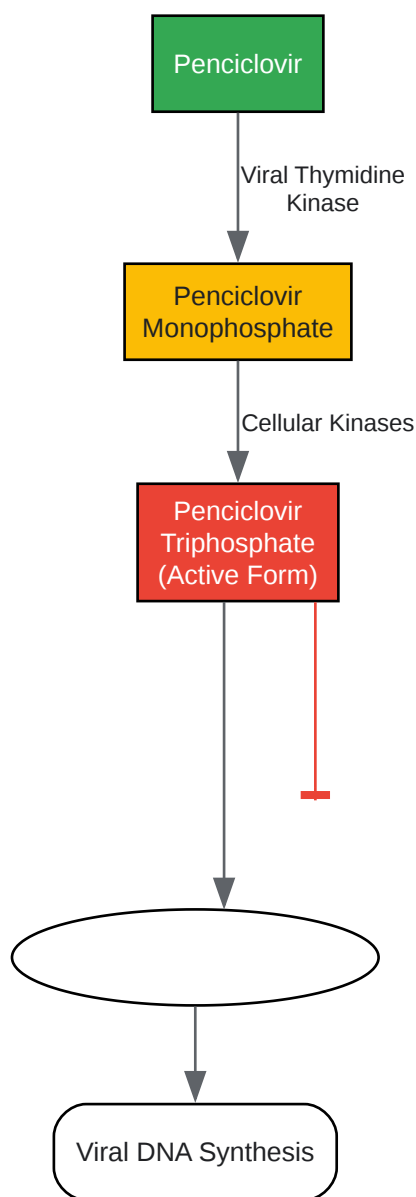 Penciclovir
Viral Thymidine
Kinase
Penciclovir
Monophosphate
Cellular Kinases
Penciclovir
Triphosphate
(Active Form)
Viral DNA Synthesis